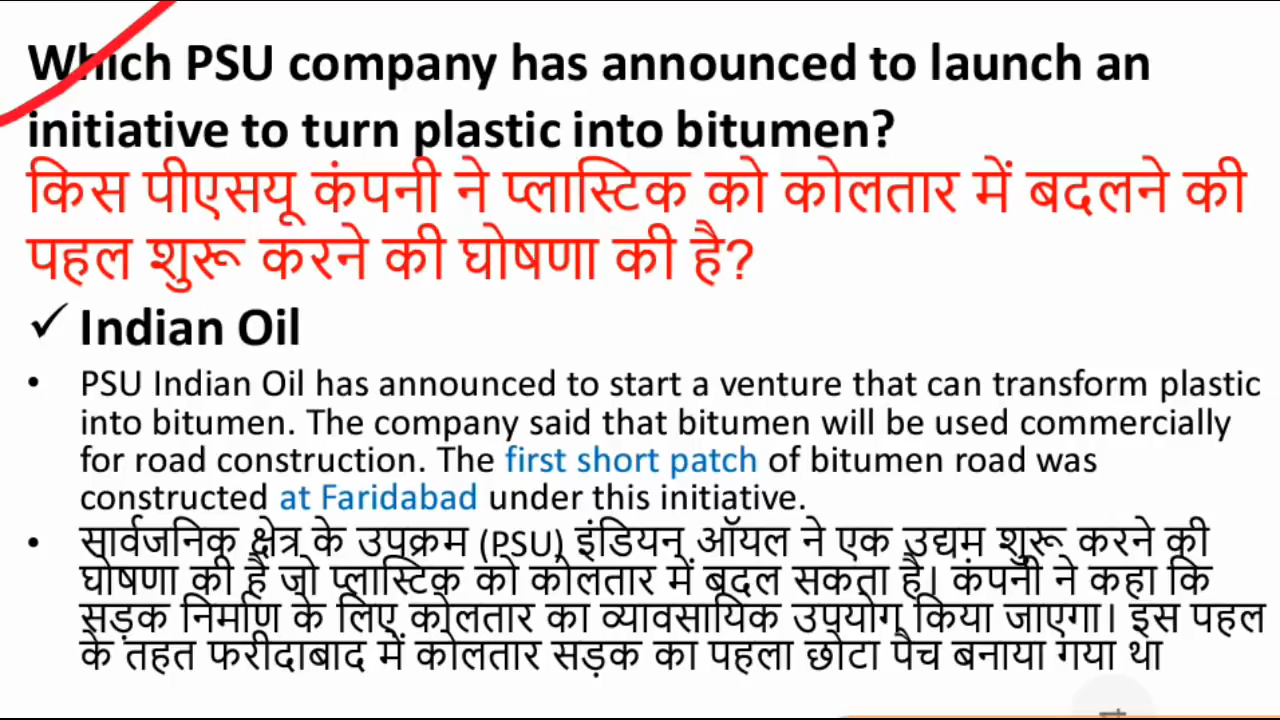 Which PSU company has announced to launch an
initiative to turn plastic into bitumen?
किस पीएसयू कंपनी ने प्लास्टिक को कोलतार में बदलने की
पहल शुरू करने की घोषणा की है?
✓ Indian Oil
• PSU Indian Oil has announced to start a venture that can transform plastic
into bitumen. The company said that bitumen will be used commercially
for road construction. The first short patch of bitumen road was
constructed at Faridabad under this initiative.
• सार्वजनिक क्षेत्र के उपक्रम (PSU) इंडियन ऑयल ने एक उद्यम शुरू करने की
घोषणा की है जो प्लास्टिक को कोलतार में बदल सकता है। कंपनी ने कहा कि
सड़क निर्माण के लिए कोलतार का व्यावसायिक उपयोग किया जाएगा। इस पहल
के तहत फरीदाबाद में कोलतार सड़क का पहला छोटा पैच बनाया गया था